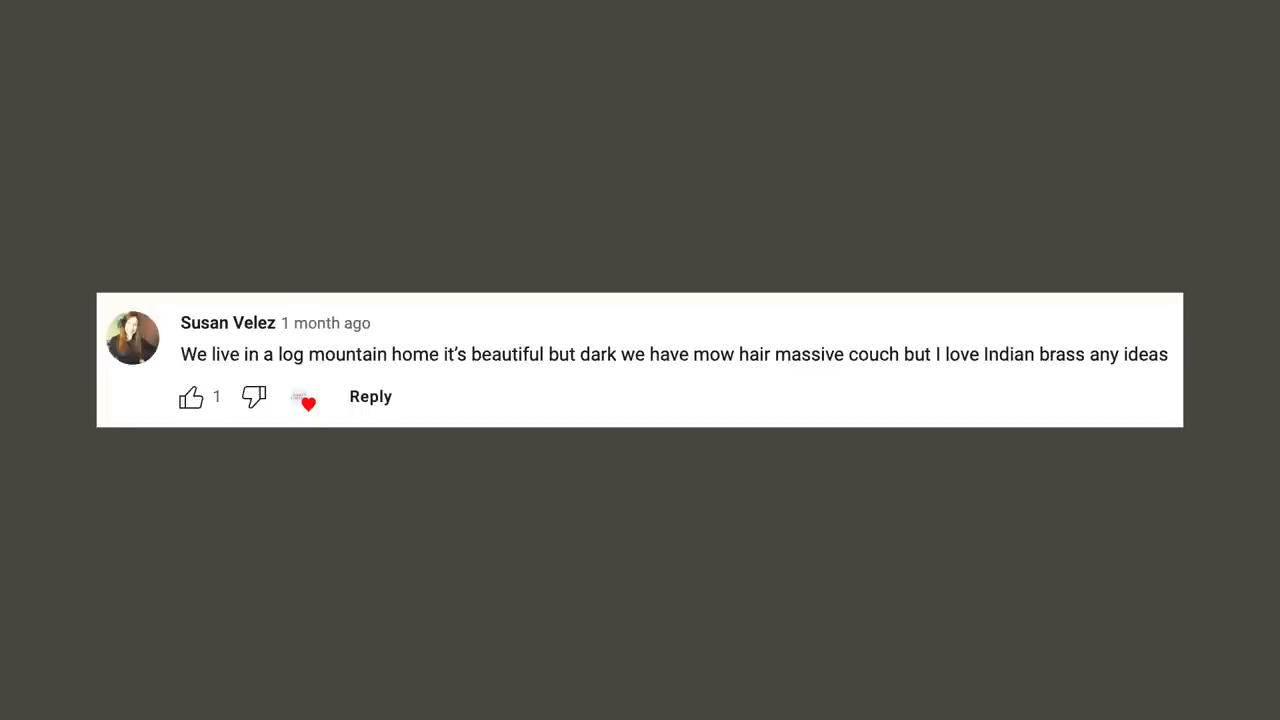 Susan Velez 1 month ago
We live in a log mountain home it’s beautiful but dark we have mow hair massive couch but I love Indian brass any ideas
1 Reply